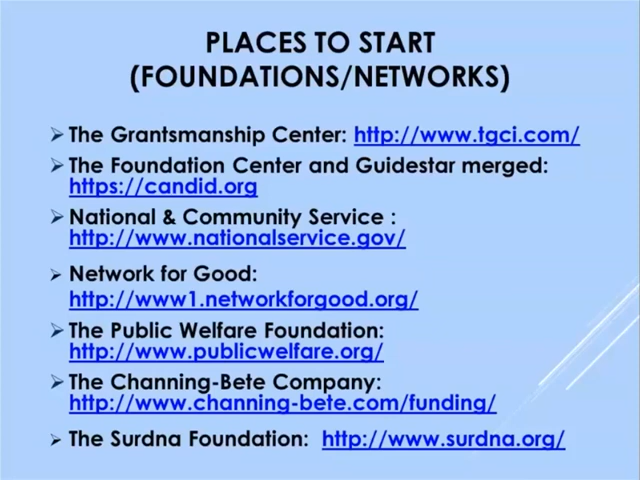 PLACES TO START
(FOUNDATIONS/NETWORKS)
The Grantsmanship Center: http://www.tgci.com/
The Foundation Center and Guidestar merged:
https://candid.org
National & Community Service :
http://www.nationalservice.gov/
Network for Good:
http://www1.networkforgood.org/
The Public Welfare Foundation:
http://www.publicwelfare.org/
The Channing-Bete Company:
http://www.channing-bete.com/funding/
The Surdna Foundation: http://www.surdna.org/